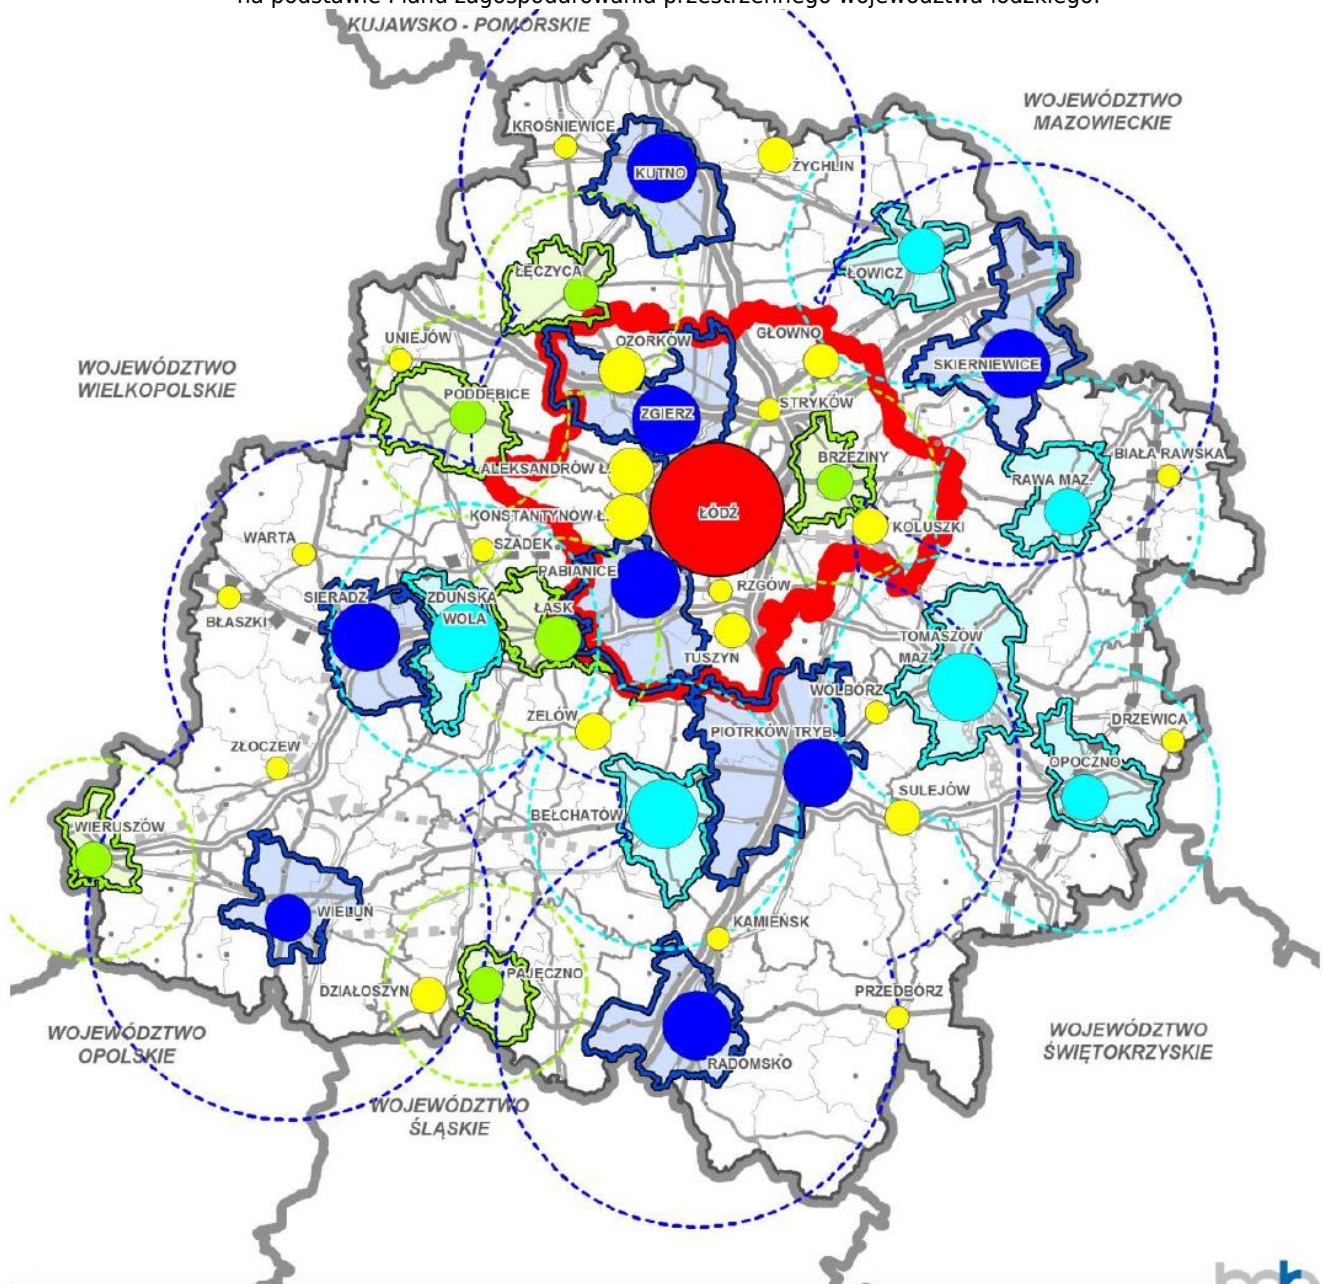 na podstawie Planu zagospodarowania przestrzennego województwa łódzkiego.
KUJAWSKO - POMORSKIE
WOJEWÓDZTWO
MAZOWIECKIE
KROŚNIEWICE
KUTNO
ŻYCHLIN
ŁĘCZYCA
ŁOWICZ
UNIEJÓW
OZORKÓW
GŁOWNO
SKIERNIEWICE
WOJEWÓDZTWO
WIELKOPOLSKIE
PODDĘBICE
ZGIERZ
STRYKÓW
ALEKSANDRÓW Ł.
BRZEZINY
BIAŁA RAWSKA
RAWA MAZ.
KONSTANTYNÓW Ł.
ŁÓDŹ
KOLUSZKI
WARTA
SZADEK
PABIANICE
RZGÓW
SIERADZ
ZDUŃSKA
WOLA
ŁASK
BŁASZKI
TUSZYN
TOMASZÓW
MAZ.
WOLBÓRZ
ZELÓW
PIOTRKÓW TRYB.
DRZEWICA
ZŁOCZEW
OPOCZNO
SULEJÓW
BEŁCHATÓW
WIERUSZÓW
WIELUŃ
KAMIEŃSK
PAJĘCZNO
DZIAŁOSZYN
PRZEDBÓRZ
WOJEWÓDZTWO
OPOLSKIE
WOJEWÓDZTWO
ŚWIĘTOKRZYSKIE
RADOMSKO
WOJEWÓDZTWO
ŚLĄSKIE